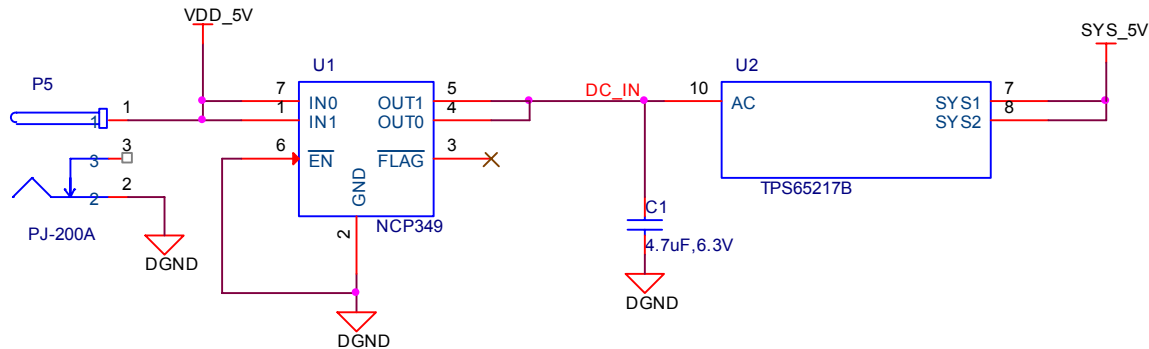 VDD_5V
SYS_5V
P5
U1
U2
1
1
7
IN0
OUT1
5
DC_IN
10
AC
SYS1
7
1
IN1
OUT0
4
SYS2
8
3
3
6
EN
FLAG
3
2
2
GND
TPS65217B
PJ-200A
NCP349
C1
4.7uF,6.3V
2
DGND
DGND
DGND